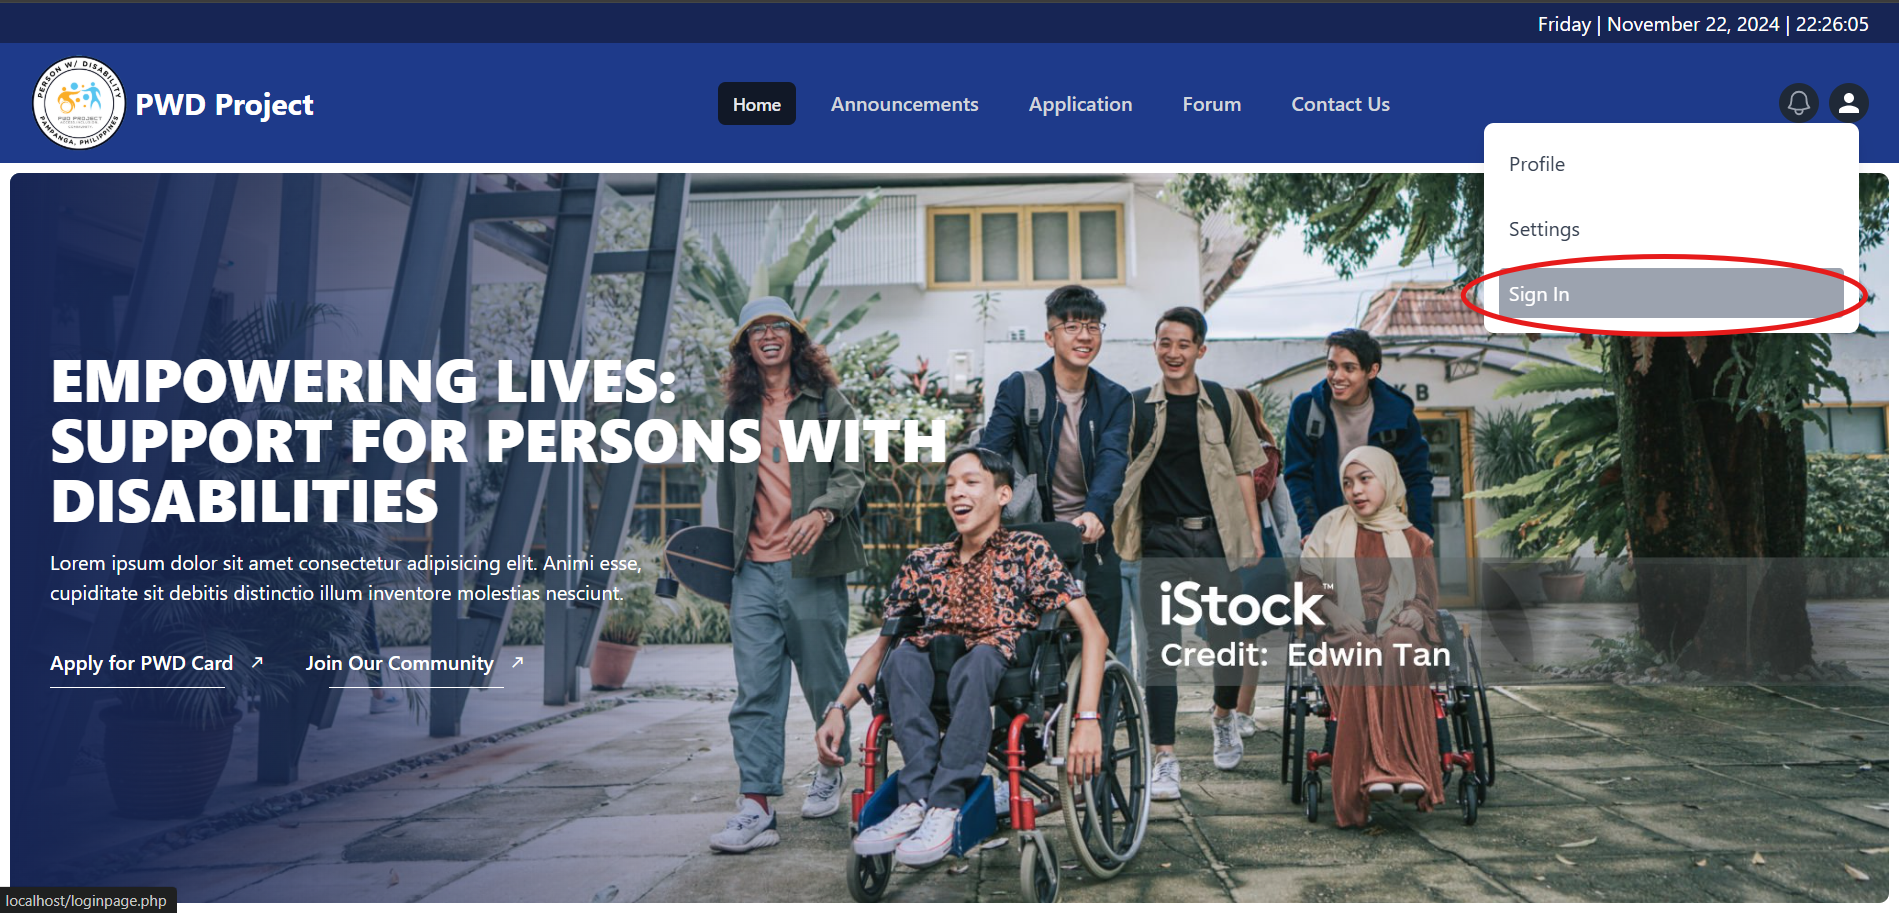 Friday | November 22, 2024 | 22:26:05
PERSON W/ DISABILITY
PWD PROJECT
PAMPANGA, PHILIPPINES
PWD Project
Home
Announcements
Application
Forum
Contact Us
Profile
Settings
Sign In
EMPOWERING LIVES:
SUPPORT FOR PERSONS WITH
DISABILITIES
Lorem ipsum dolor sit amet consectetur adipisicing elit. Animi esse,
cupiditate sit debitis distinctio illum inventore molestias nesciunt.
Apply for PWD Card
Join Our Community
KB
iStock™
Credit: Edwin Tan
localhost/loginpage.php